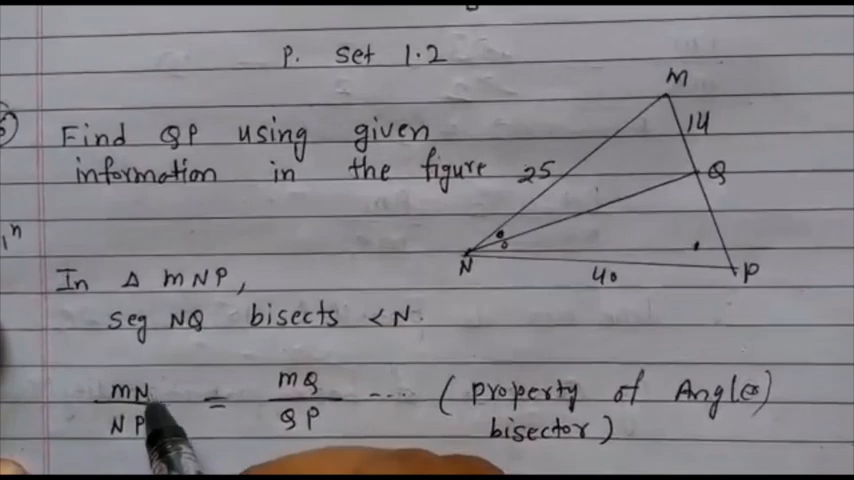 P. Set 1.2
Find QP using given
information in the figure
M
14
25
Q
N
40
P
In Δ MNP,
Seg NQ bisects <N.
MN = MQ .... (property of Angle
NP QP bisector)